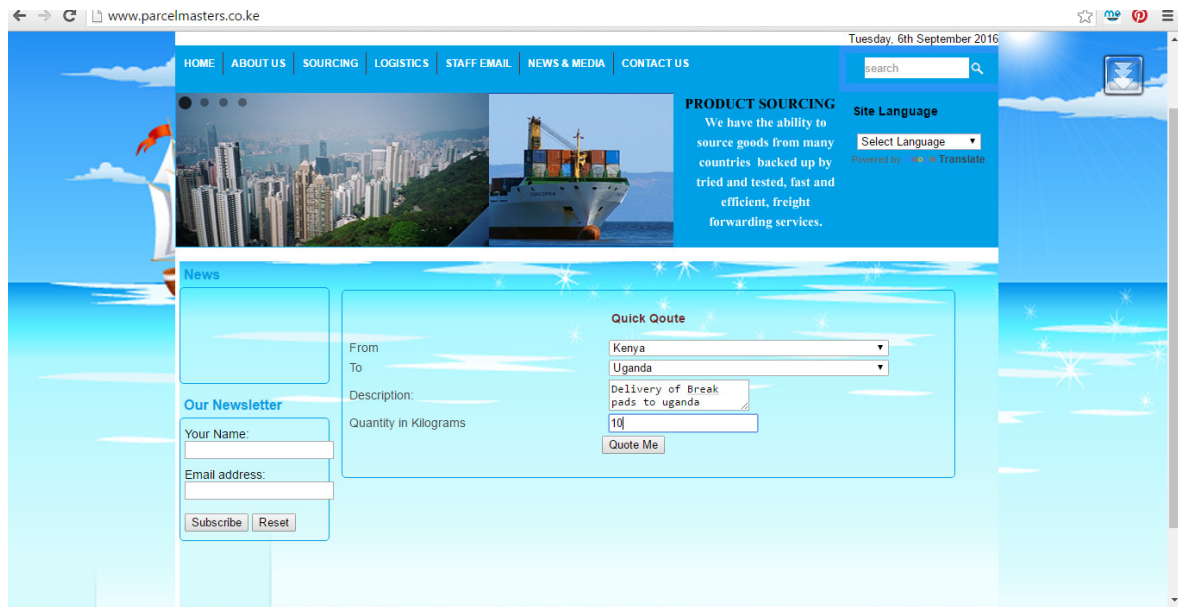 www.parcelmasters.co.ke
Tuesday, 6th September 2016
HOME ABOUT US SOURCING LOGISTICS STAFF EMAIL NEWS & MEDIA CONTACT US
search
PRODUCT SOURCING
We have the ability to
source goods from many
countries backed up by
tried and tested, fast and
efficient, freight
forwarding services.
Site Language
Select Language
Powered by Translate
News
Quick Qoute
From Kenya
To Uganda
Description: Delivery of Break
pads to uganda
Quantity in Kilograms 10
Quote Me
Our Newsletter
Your Name:
Email address:
Subscribe Reset